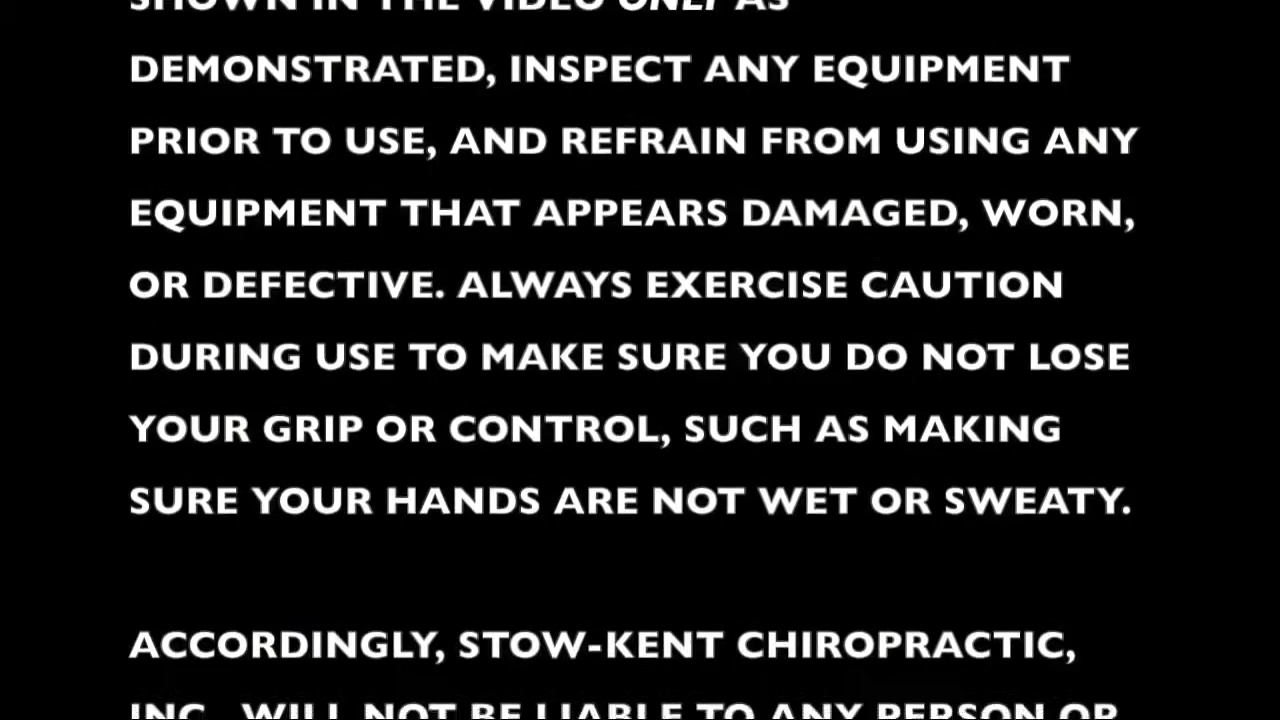 SHOWN IN THE VIDEO ONLY AS
DEMONSTRATED, INSPECT ANY EQUIPMENT
PRIOR TO USE, AND REFRAIN FROM USING ANY
EQUIPMENT THAT APPEARS DAMAGED, WORN,
OR DEFECTIVE. ALWAYS EXERCISE CAUTION
DURING USE TO MAKE SURE YOU DO NOT LOSE
YOUR GRIP OR CONTROL, SUCH AS MAKING
SURE YOUR HANDS ARE NOT WET OR SWEATY.
ACCORDINGLY, STOW-KENT CHIROPRACTIC,
INC., WILL NOT BE LIABLE TO ANY PERSON OR